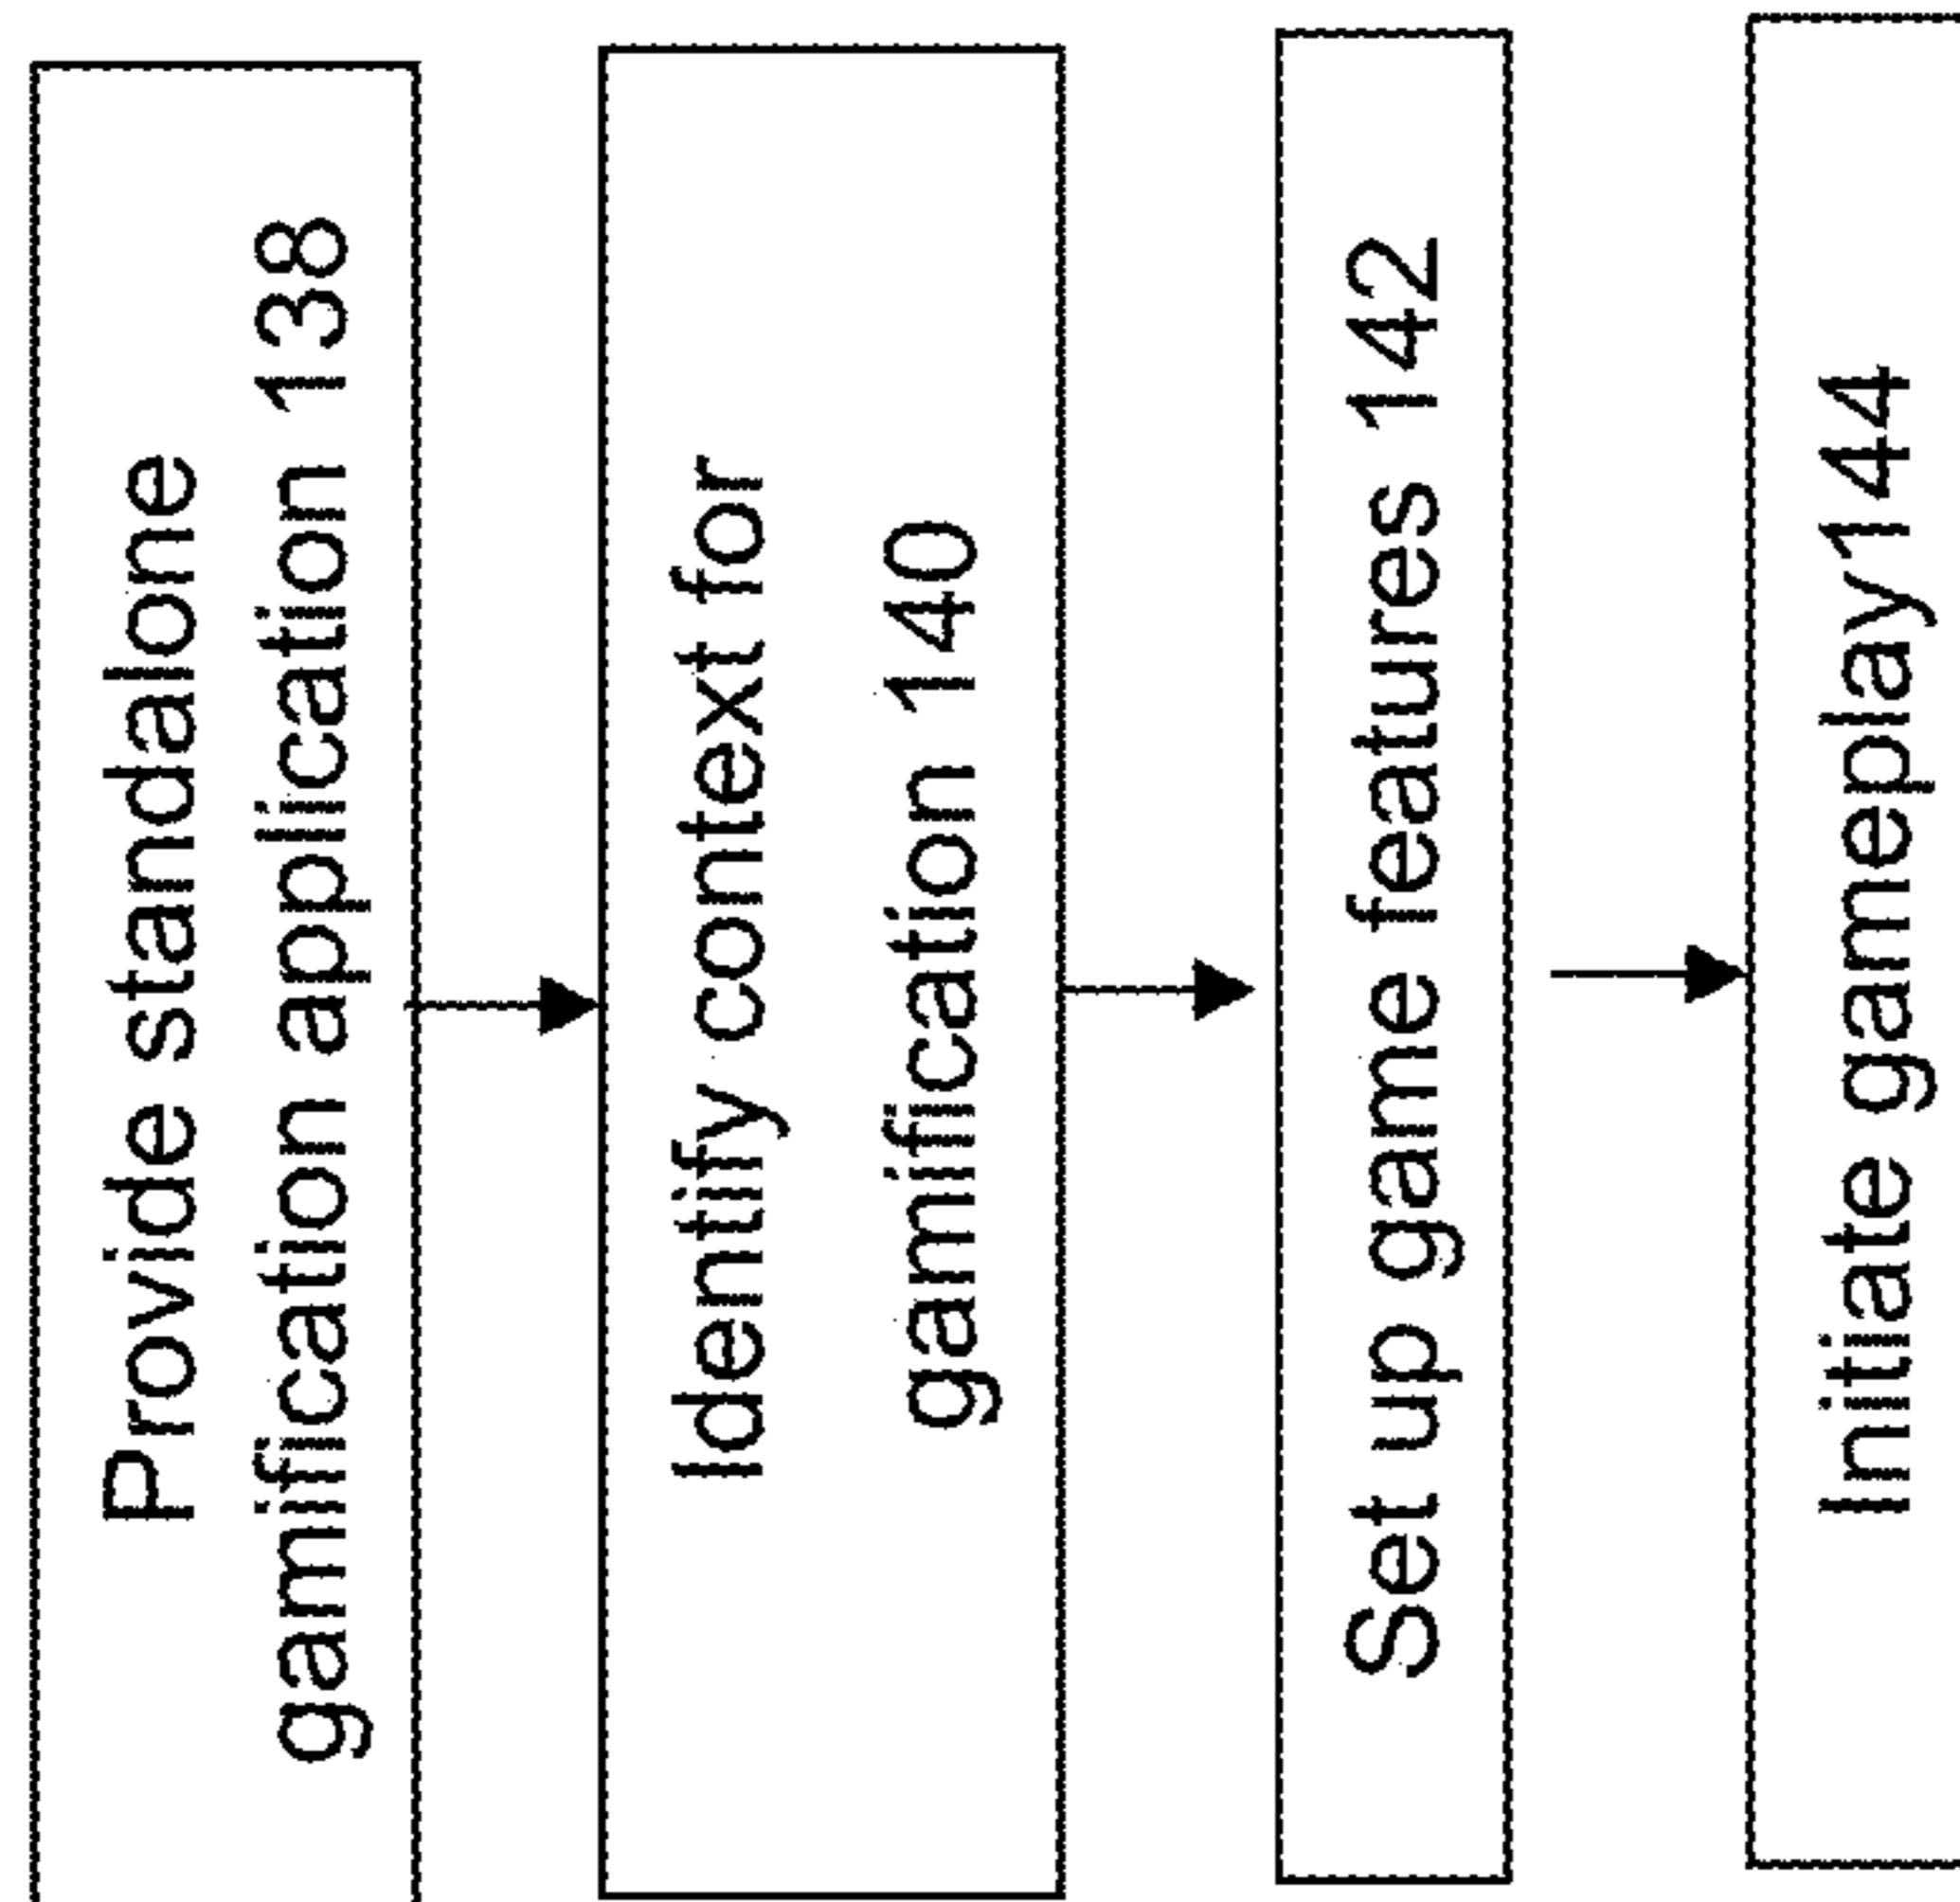 Provide standalone
gamification application 138
Identify context for
gamification 140
Set up game features 142
Initiate gameplay144